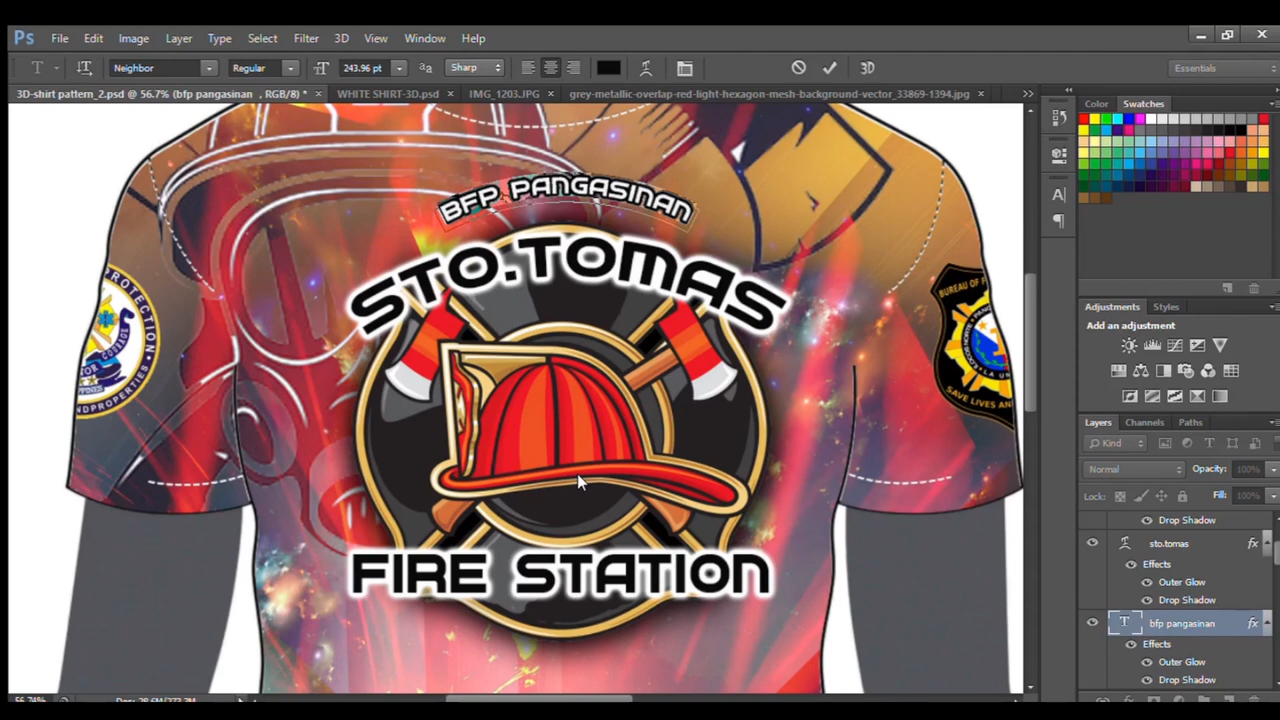 Ps File Edit Image Layer Type Select Filter 3D View Window Help
T Neighbor Regular 243.96 pt Sharp 3D Essentials
3D-shirt pattern_2.psd @ 56.7% (bfp pangasinan , RGB/8) * × WHITE SHIRT-3D.psd × IMG_1203.JPG × grey-metallic-overlap-red-light-hexagon-mesh-background-vector_33869-1394.jpg ×
Color Swatches
BFP PANGASINAN
STO.TOMAS
FIRE STATION
SAVE LIVES AN
Adjustments Styles
Add an adjustment
Layers Channels Paths
Kind
Normal Opacity: 100%
Lock: Fill: 100%
Drop Shadow
sto.tomas fx
Effects
Outer Glow
Drop Shadow
T bfp pangasinan fx
Effects
Outer Glow
Drop Shadow
56.74%